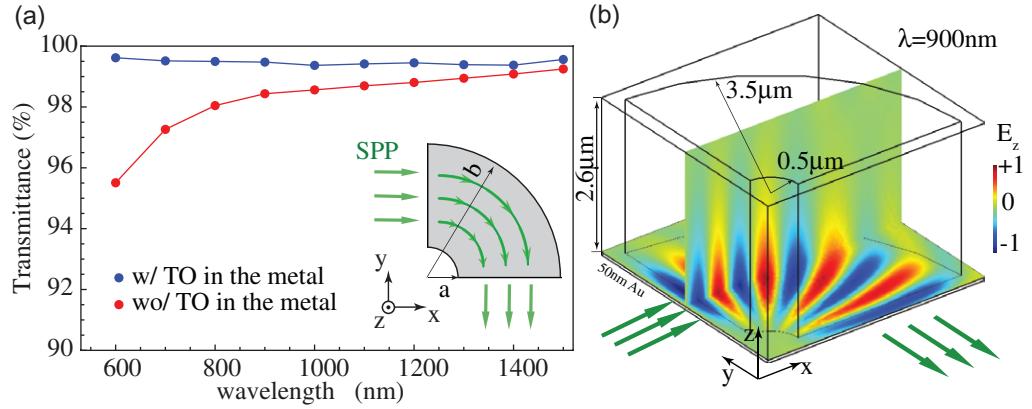 (a)
100
98
96
94
92
90
Transmittance (%)
SPP
b
a
y
z
x
w/ TO in the metal
wo/ TO in the metal
600
800
1000
1200
1400
wavelength (nm)
(b)
λ=900nm
3.5μm
0.5μm
2.6μm
50nm Au
E_z
+1
0
-1
z
y
x